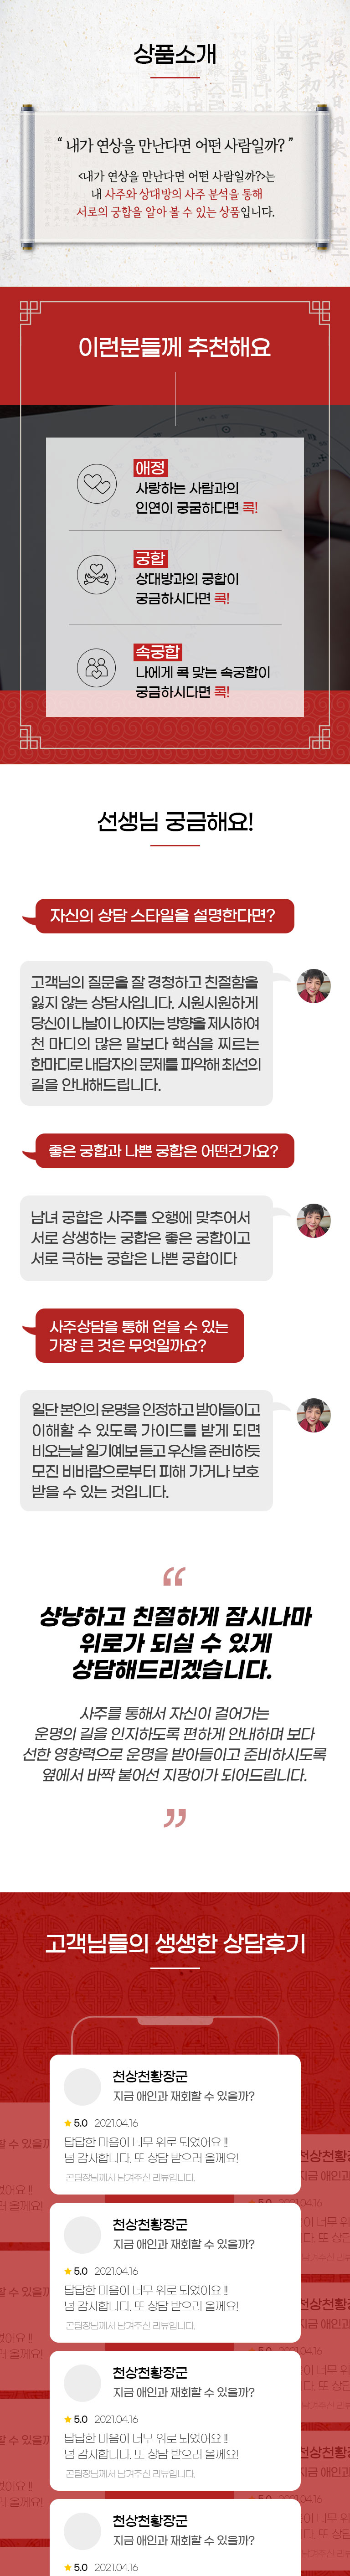 상품소개
“ 내가 연상을 만난다면 어떤 사람일까? ”
<내가 연상을 만난다면 어떤 사람일까?>는
내 사주와 상대방의 사주 분석을 통해
서로의 궁합을 알아 볼 수 있는 상품입니다.
이런분들께 추천해요
애정
사랑하는 사람과의
인연이 궁굼하다면 콕!
궁합
상대방과의 궁합이
궁금하시다면 콕!
속궁합
나에게 콕 맞는 속궁합이
궁금하시다면 콕!
선생님 궁금해요!
자신의 상담 스타일을 설명한다면?
고객님의 질문을 잘 경청하고 친절함을
잃지 않는 상담사입니다. 시원시원하게
당신이 나날이 나아지는 방향을 제시하여
천 마디의 많은 말보다 핵심을 찌르는
한마디로 내담자의 문제를 파악해 최선의
길을 안내해드립니다.
좋은 궁합과 나쁜 궁합은 어떤건가요?
남녀 궁합은 사주를 오행에 맞추어서
서로 상생하는 궁합은 좋은 궁합이고
서로 극하는 궁합은 나쁜 궁합이다
사주상담을 통해 얻을 수 있는
가장 큰 것은 무엇일까요?
일단 본인의 운명을 인정하고 받아들이고
이해할 수 있도록 가이드를 받게 되면
비오는날 일기예보 듣고 우산을 준비하듯
모진 비바람으로부터 피해 가거나 보호
받을 수 있는 것입니다.
“
상냥하고 친절하게 잠시나마
위로가 되실 수 있게
상담해드리겠습니다.
사주를 통해서 자신이 걸어가는
운명의 길을 인지하도록 편하게 안내하며 보다
선한 영향력으로 운명을 받아들이고 준비하시도록
옆에서 바짝 붙어선 지팡이가 되어드립니다.
”
고객님들의 생생한 상담후기
천상천황장군
지금 애인과 재회할 수 있을까?
5.0 2021.04.16
답답한 마음이 너무 위로 되었어요 !!
넘 감사합니다. 또 상담 받으러 올께요!
곤팀장님께서 남겨주신 리뷰입니다.
천상천황장군
지금 애인과 재회할 수 있을까?
5.0 2021.04.16
답답한 마음이 너무 위로 되었어요 !!
넘 감사합니다. 또 상담 받으러 올께요!
곤팀장님께서 남겨주신 리뷰입니다.
천상천황장군
지금 애인과 재회할 수 있을까?
5.0 2021.04.16
답답한 마음이 너무 위로 되었어요 !!
넘 감사합니다. 또 상담 받으러 올께요!
곤팀장님께서 남겨주신 리뷰입니다.
천상천황장군
지금 애인과 재회할 수 있을까?
5.0 2021.04.16